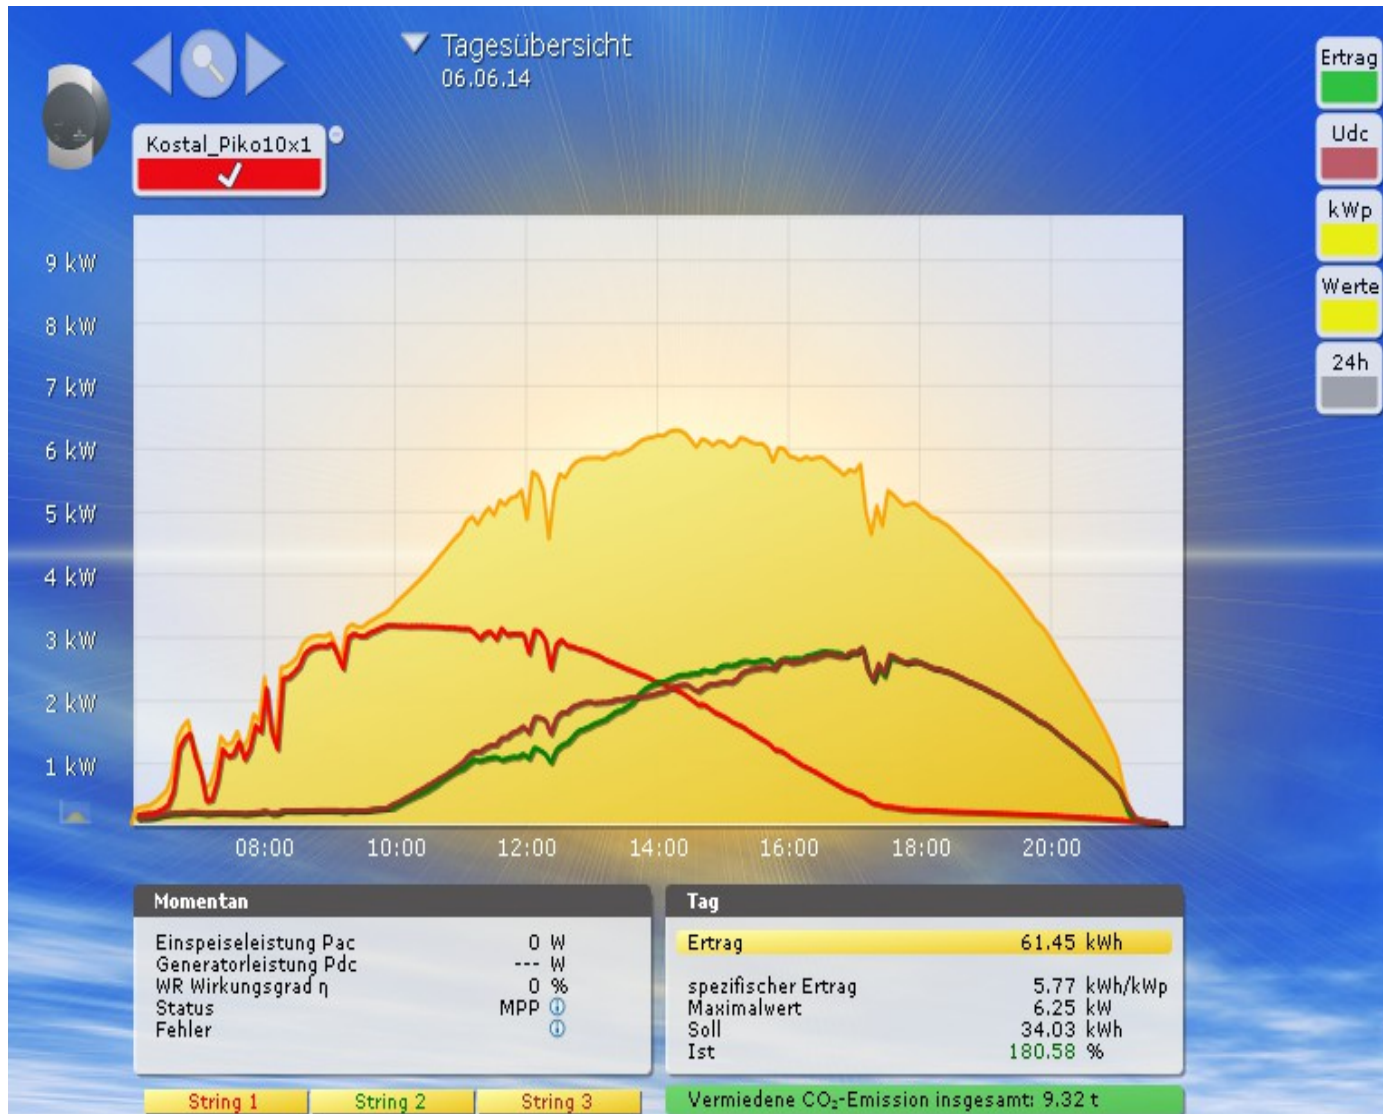 Tagesübersicht
06.06.14
Ertrag
Udc
kWp
Werte
24h
Kostal_Piko10x1
9 kW
8 kW
7 kW
6 kW
5 kW
4 kW
3 kW
2 kW
1 kW
08:00 10:00 12:00 14:00 16:00 18:00 20:00
Momentan
Einspeiseleistung Pac 0 W
Generatorleistung Pdc --- W
WR Wirkungsgrad η 0 %
Status MPP
Fehler
Tag
Ertrag 61.45 kWh
spezifischer Ertrag 5.77 kWh/kWp
Maximalwert 6.25 kW
Soll 34.03 kWh
Ist 180.58 %
String 1 String 2 String 3
Vermiedene CO₂-Emission insgesamt: 9.32 t